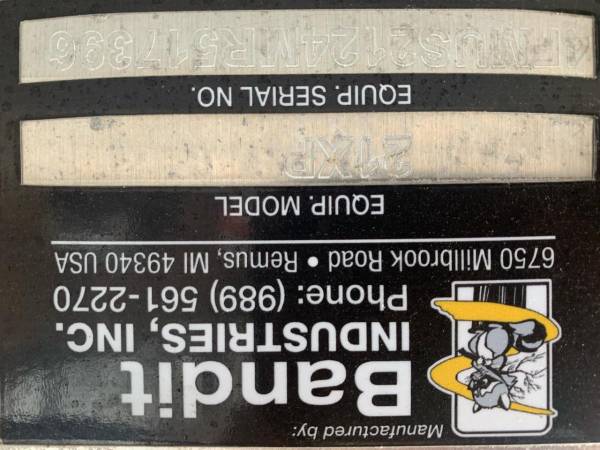 Manufactured by:
Bandit
INDUSTRIES, INC.
Phone: (989) 561-2270
6750 Millbrook Road • Remus, MI 49340 USA
EQUIP. MODEL
21XP
EQUIP. SERIAL NO.
4FMUS2124MR517396